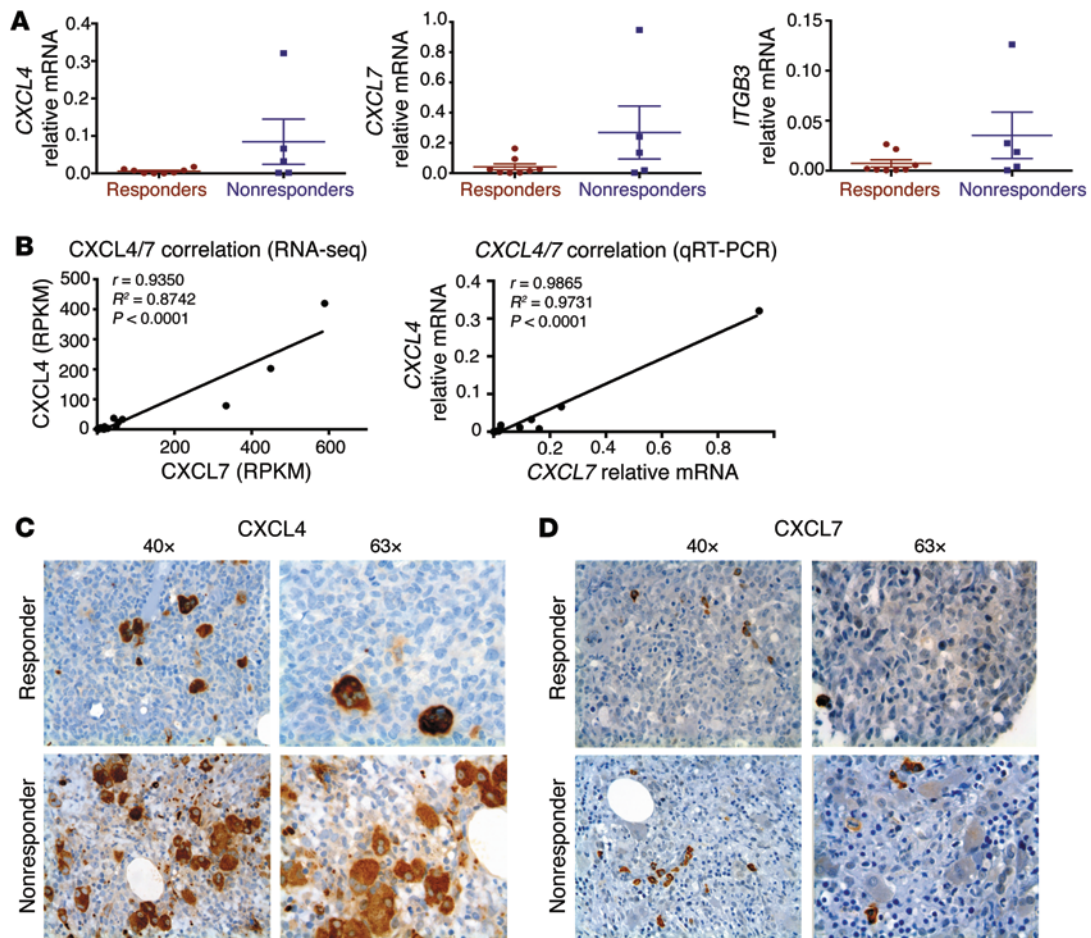 A
CXCL4
relative mRNA
0.4
0.3
0.2
0.1
0.0
Responders Nonresponders
CXCL7
relative mRNA
1.0
0.8
0.6
0.4
0.2
0.0
Responders Nonresponders
ITGB3
relative mRNA
0.15
0.10
0.05
0.00
Responders Nonresponders
B
CXCL4/7 correlation (RNA-seq)
r = 0.9350
R² = 0.8742
P < 0.0001
CXCL4 (RPKM)
500
400
300
200
100
0
200 400 600
CXCL7 (RPKM)
CXCL4/7 correlation (qRT-PCR)
r = 0.9865
R² = 0.9731
P < 0.0001
CXCL4
relative mRNA
0.4
0.3
0.2
0.1
0
0.2 0.4 0.6 0.8
CXCL7 relative mRNA
C
CXCL4
40× 63×
Responder
Nonresponder
D
CXCL7
40× 63×
Responder
Nonresponder